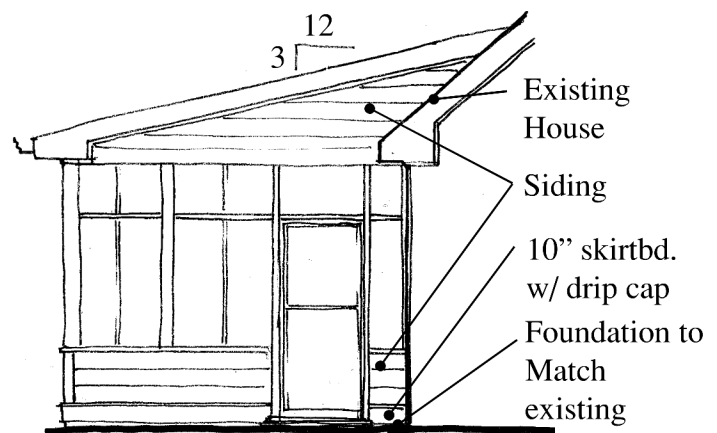 12
3
Existing
House
Siding
10” skirtbd.
w/ drip cap
Foundation to
Match
existing